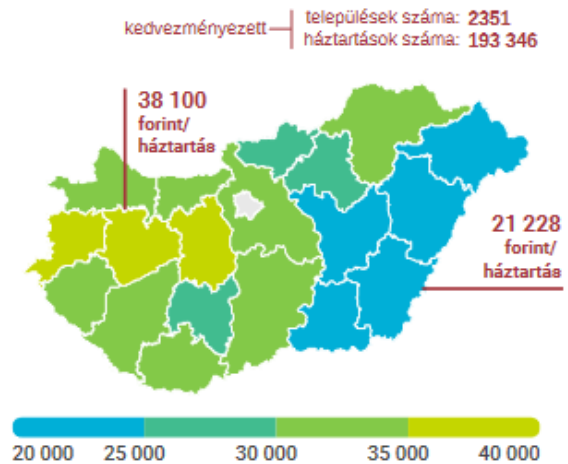 kedvezményezett
települések száma: 2351
háztartások száma: 193 346
38 100
forint/
háztartás
21 228
forint/
háztartás
20 000 25 000 30 000 35 000 40 000